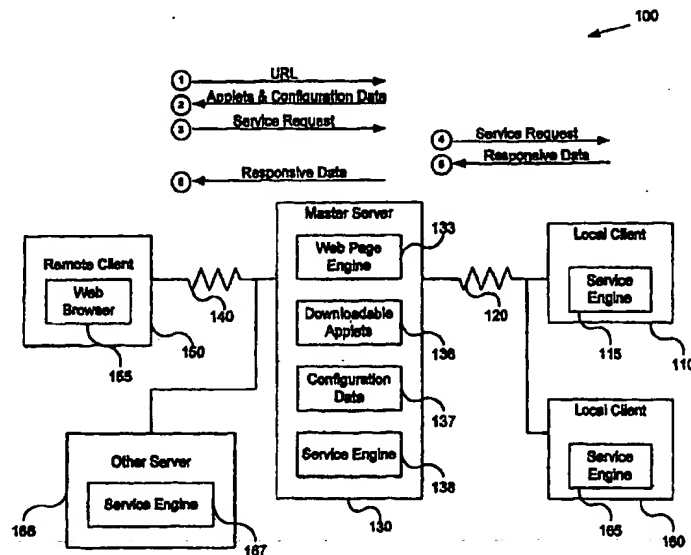 100
1 URL
2 Applets & Configuration Data
3 Service Request
4 Service Request
5 Responsive Data
6 Responsive Data
Master Server
Web Page Engine
133
Downloadable Applets
136
Configuration Data
137
Service Engine
138
130
Remote Client
Web Browser
155
150
140
120
Local Client
Service Engine
115
110
Local Client
Service Engine
165
160
Other Server
Service Engine
166
167